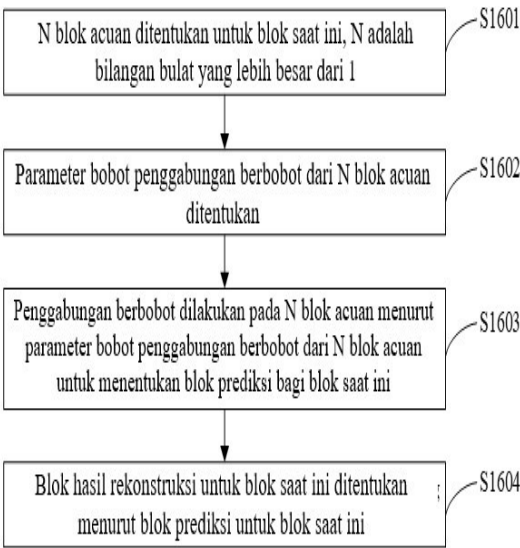 N blok acuan ditentukan untuk blok saat ini, N adalah
bilangan bulat yang lebih besar dari 1
S1601
Parameter bobot penggabungan berbobot dari N blok acuan
ditentukan
S1602
Penggabungan berbobot dilakukan pada N blok acuan menurut
parameter bobot penggabungan berbobot dari N blok acuan
untuk menentukan blok prediksi bagi blok saat ini
S1603
Blok hasil rekonstruksi untuk blok saat ini ditentukan
menurut blok prediksi untuk blok saat ini
S1604